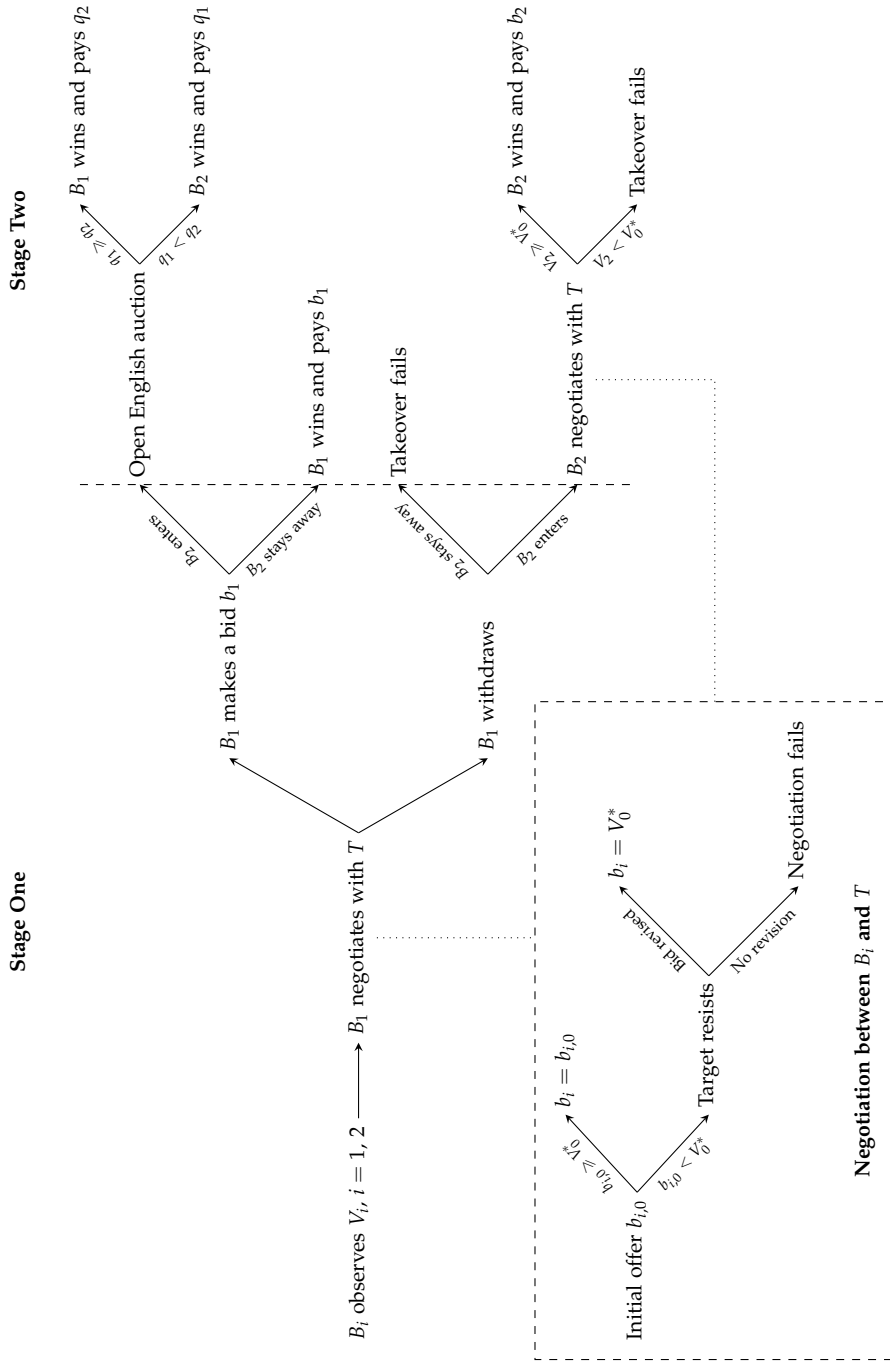 Stage One
Stage Two
B_i observes V_i, i = 1, 2
B_1 negotiates with T
B_1 makes a bid b_1
B_1 withdraws
B_2 enters
B_2 stays away
B_2 stays away
B_2 enters
Open English auction
B_1 wins and pays b_1
Takeover fails
B_2 negotiates with T
q_1 ⩾ q_2
q_1 < q_2
B_1 wins and pays q_2
B_2 wins and pays q_1
V_2 ⩾ V_0^*
V_2 < V_0^*
B_2 wins and pays b_2
Takeover fails
Initial offer b_{i,0}
b_{i,0} ⩾ V_0^*
b_{i,0} < V_0^*
b_i = b_{i,0}
Target resists
Bid revised
No revision
b_i = V_0^*
Negotiation fails
Negotiation between B_i and T